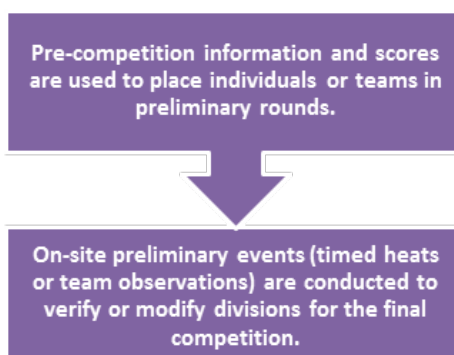 Pre-competition information and scores
are used to place individuals or teams in
preliminary rounds.
On-site preliminary events (timed heats
or team observations) are conducted to
verify or modify divisions for the final
competition.